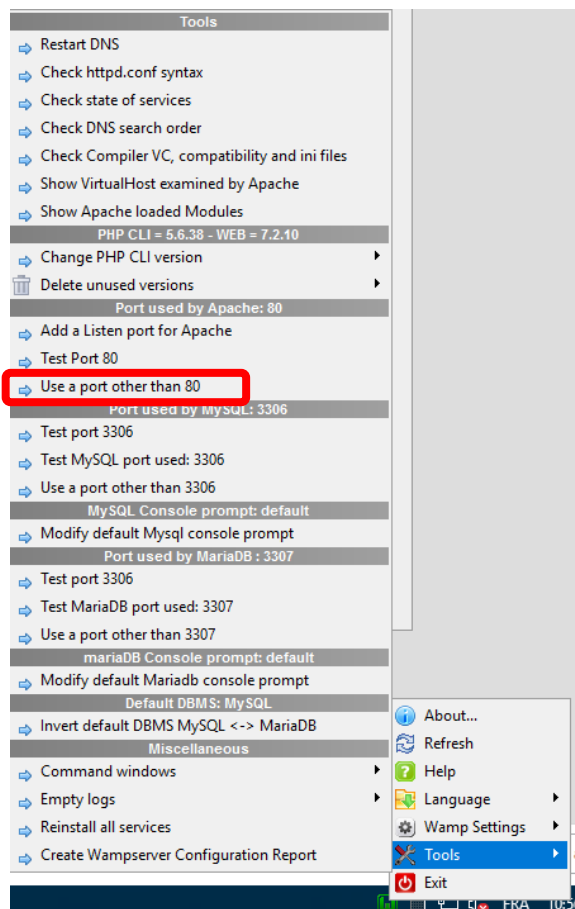 Tools
Restart DNS
Check httpd.conf syntax
Check state of services
Check DNS search order
Check Compiler VC, compatibility and ini files
Show VirtualHost examined by Apache
Show Apache loaded Modules
PHP CLI = 5.6.38 - WEB = 7.2.10
Change PHP CLI version
Delete unused versions
Port used by Apache: 80
Add a Listen port for Apache
Test Port 80
Use a port other than 80
Port used by MySQL: 3306
Test port 3306
Test MySQL port used: 3306
Use a port other than 3306
MySQL Console prompt: default
Modify default Mysql console prompt
Port used by MariaDB : 3307
Test port 3306
Test MariaDB port used: 3307
Use a port other than 3307
mariaDB Console prompt: default
Modify default Mariadb console prompt
Default DBMS: MySQL
Invert default DBMS MySQL <-> MariaDB
Miscellaneous
Command windows
Empty logs
Reinstall all services
Create Wampserver Configuration Report
About...
Refresh
Help
Language
Wamp Settings
Tools
Exit
FRA